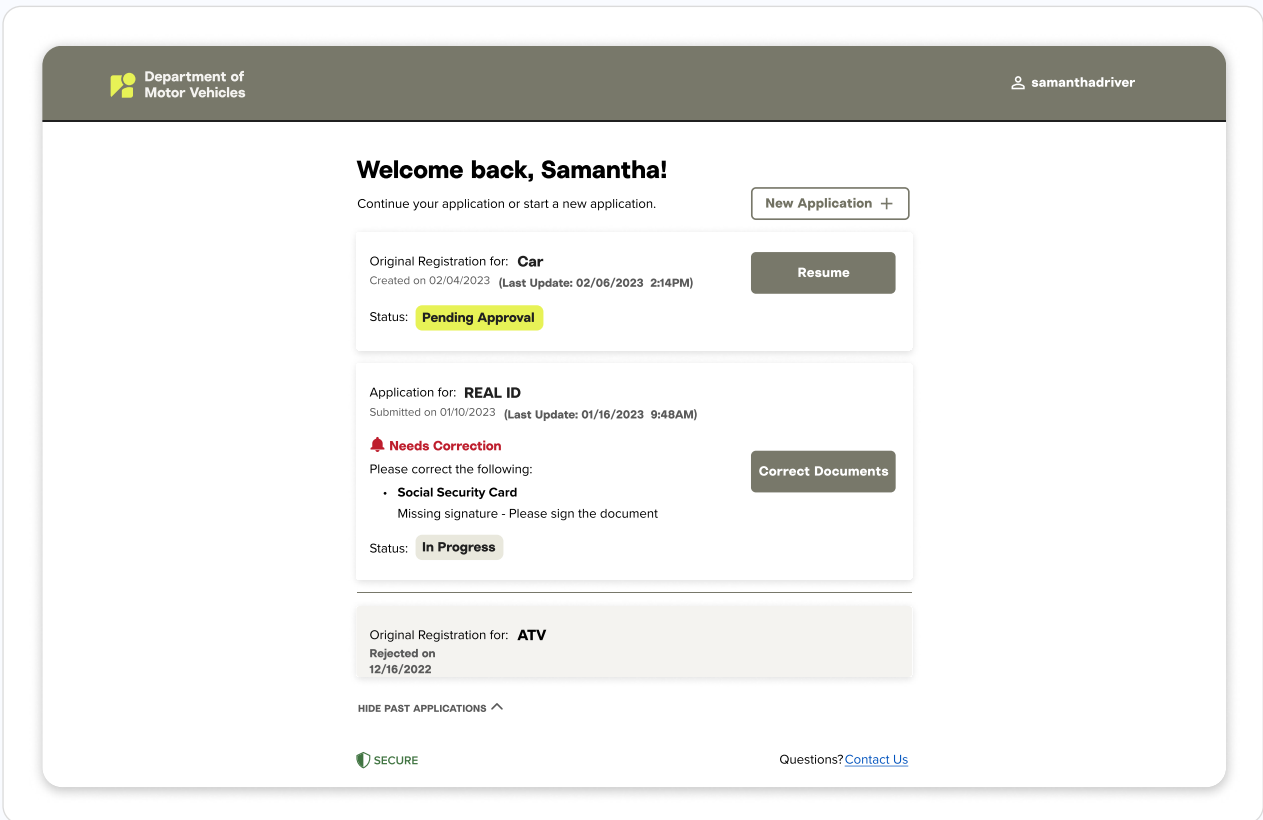 Department of
Motor Vehicles
samanthadriver
Welcome back, Samantha!
Continue your application or start a new application.
New Application +
Original Registration for: Car
Created on 02/04/2023 (Last Update: 02/06/2023 2:14PM)
Resume
Status: Pending Approval
Application for: REAL ID
Submitted on 01/10/2023 (Last Update: 01/16/2023 9:48AM)
Needs Correction
Please correct the following:
• Social Security Card
Missing signature - Please sign the document
Correct Documents
Status: In Progress
Original Registration for: ATV
Rejected on
12/16/2022
HIDE PAST APPLICATIONS
SECURE
Questions? Contact Us